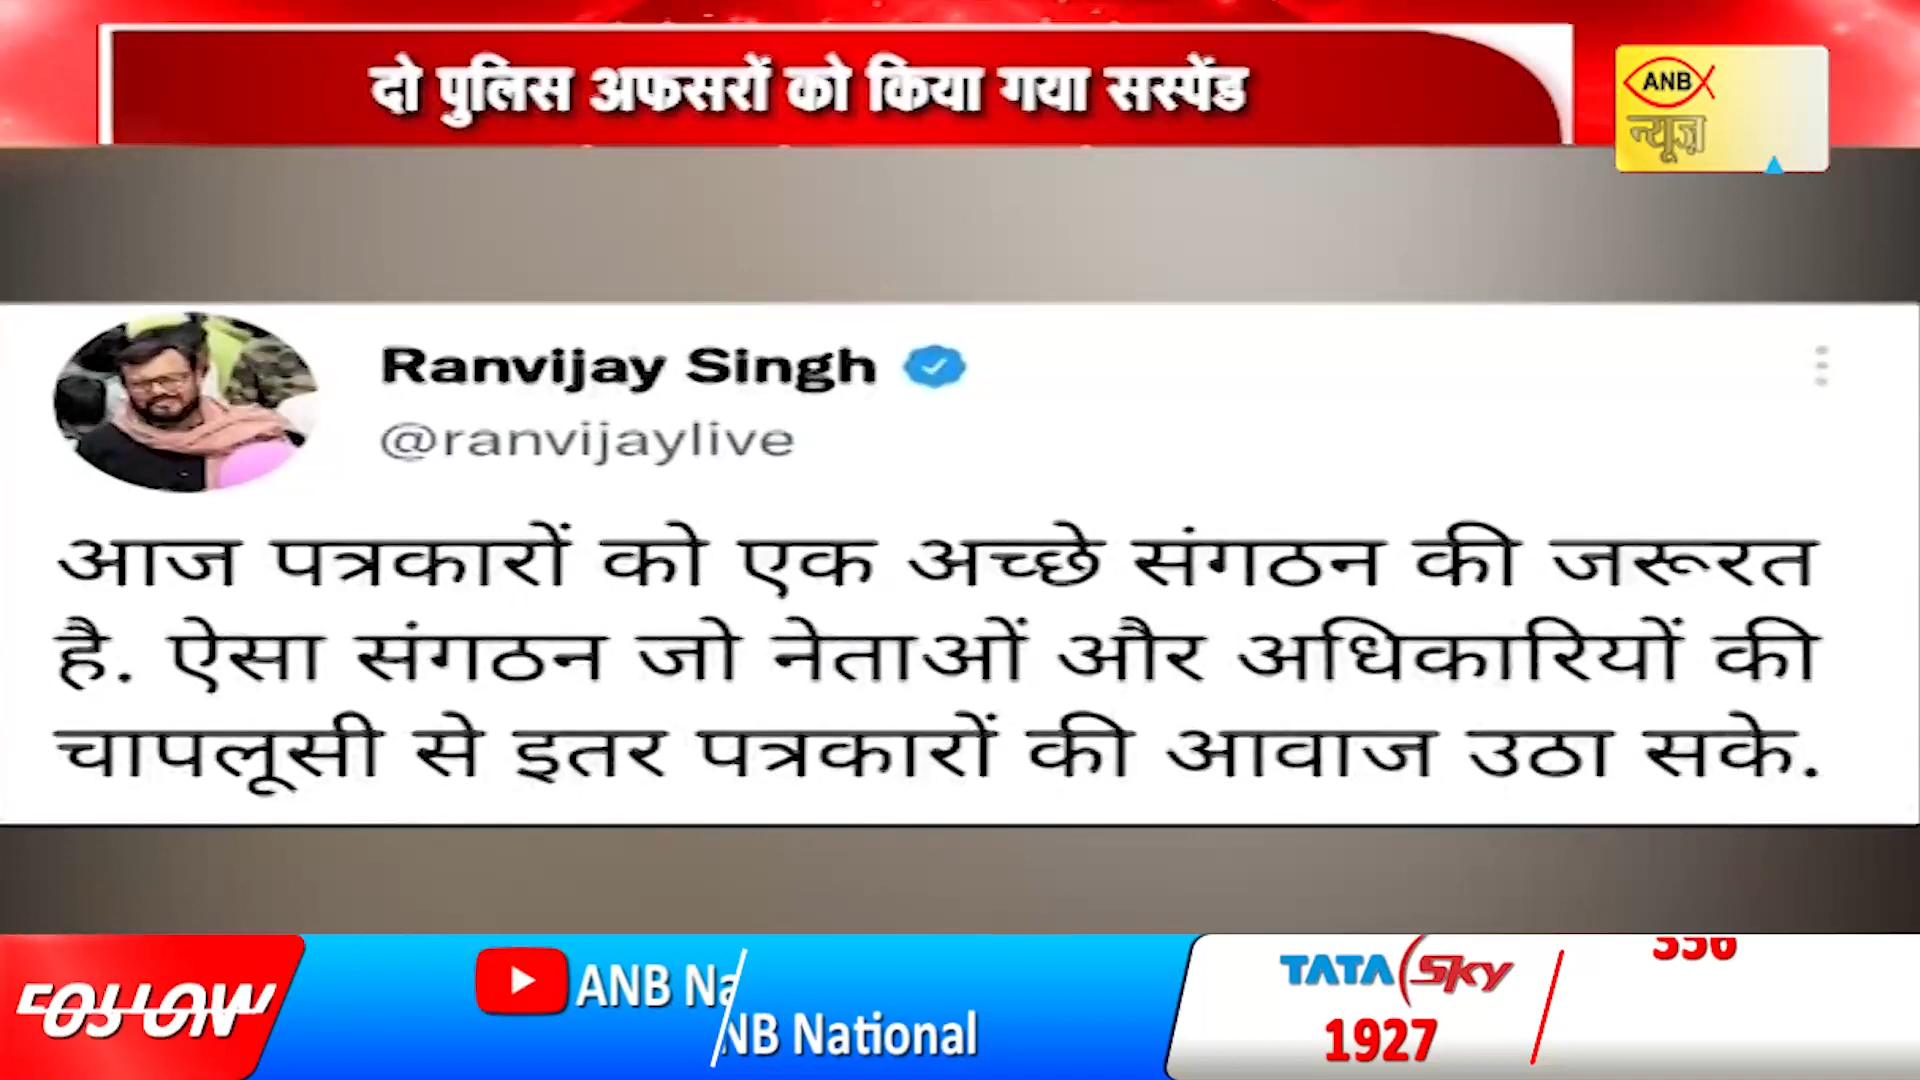 दो पुलिस अफसरों को किया गया सस्पेंड
ANB
न्यूज़
Ranvijay Singh
@ranvijaylive
आज पत्रकारों को एक अच्छे संगठन की जरूरत
है. ऐसा संगठन जो नेताओं और अधिकारियों की
चापलूसी से इतर पत्रकारों की आवाज उठा सके.
FOLLOW
ANB Na
NB National
TATA Sky
1927